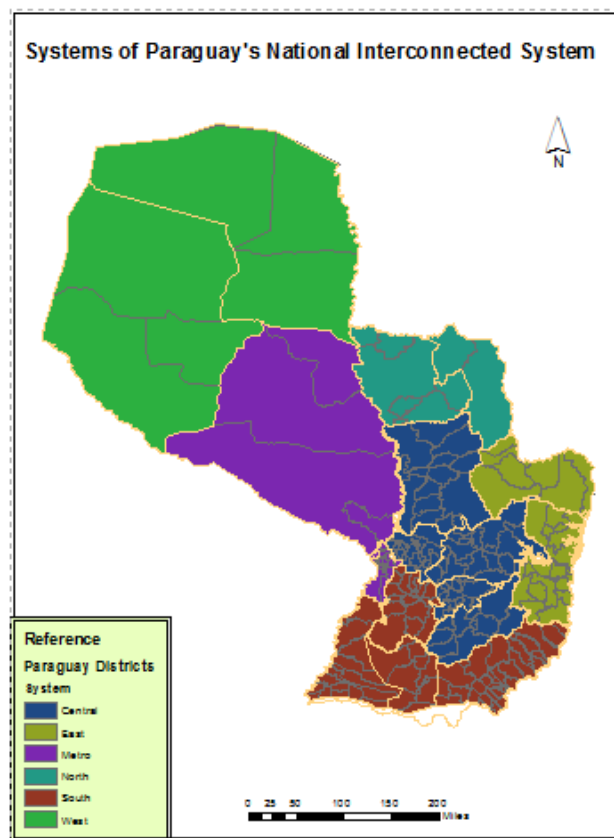 Systems of Paraguay's National Interconnected System
N
Reference
Paraguay Districts
System
Central
East
Metro
North
South
West
0 25 50 100 150 200
Miles